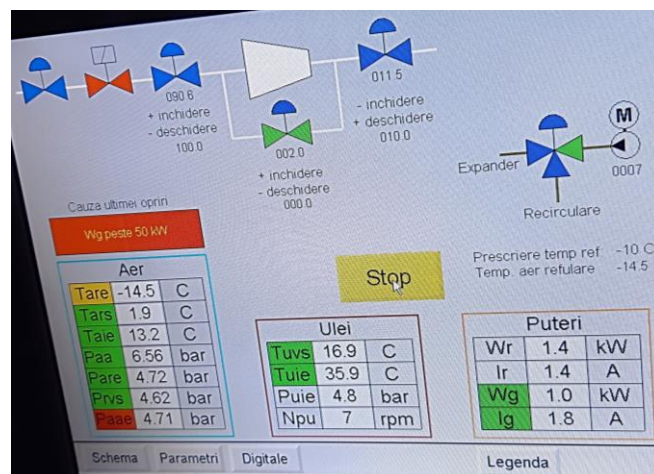 090.6
+ inchidere
- deschidere
100.0
002.0
+ inchidere
- deschidere
000.0
011.5
- inchidere
+ deschidere
010.0
M
0007
Expander
Recirculare
Prescriere temp ref. -10 C
Temp. aer refulare -14.5
Cauza ultimei opriri
Wg peste 50 kW
Stop
Aer
Tare -14.5 C
Tars 1.9 C
Taie 13.2 C
Paa 6.56 bar
Pare 4.72 bar
Prvs 4.62 bar
Paae 4.71 bar
Ulei
Tuvs 16.9 C
Tuie 35.9 C
Puie 4.8 bar
Npu 7 rpm
Puteri
Wr 1.4 kW
Ir 1.4 A
Wg 1.0 kW
Ig 1.8 A
Schema Parametri Digitale Legenda